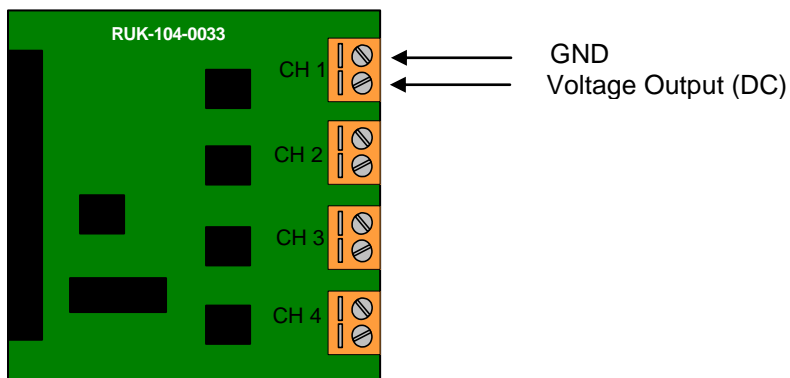 RUK-104-0033
CH 1
GND
Voltage Output (DC)
CH 2
CH 3
CH 4